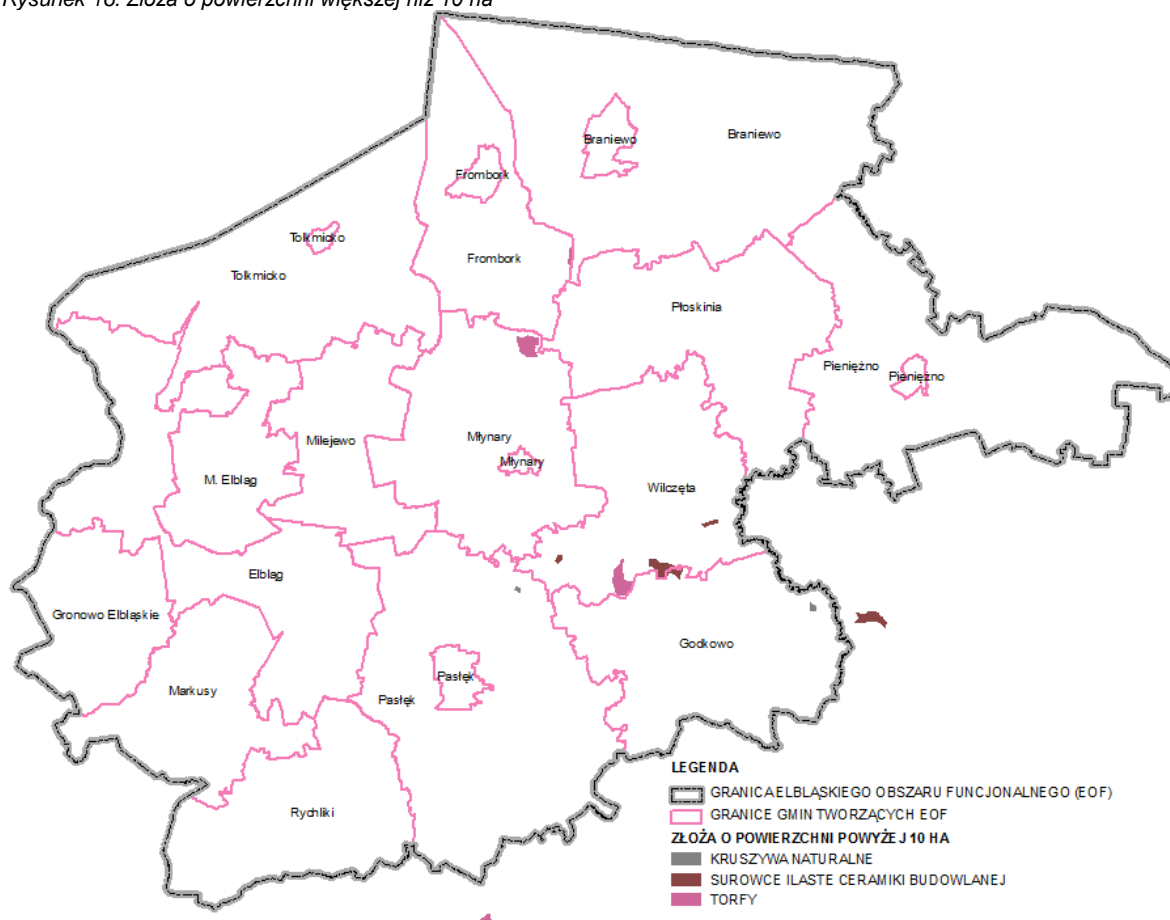 Rysunek 16. Złoża o powierzchni większej niż 10 ha
Braniewo
Braniewo
Frombork
Tolkmicko
Frombork
Tolkmicko
Płoskinia
Pieniężno
Pieniężno
Milejewo
Młynary
Młynary
M. Elbląg
Wilczęta
Elbląg
Gronowo Elbląskie
Godkowo
Markusy
Pasłęk
Pasłęk
Rychliki
LEGENDA
GRANICA ELBLĄSKIEGO OBSZARU FUNCJONALNEGO (EOF)
GRANICE GMIN TWORZĄCYCH EOF
ZŁOŻA O POWIERZCHNI POWYŻEJ 10 HA
KRUSZYWA NATURALNE
SUROWCE ILASTE CERAMIKI BUDOWLANEJ
TORFY